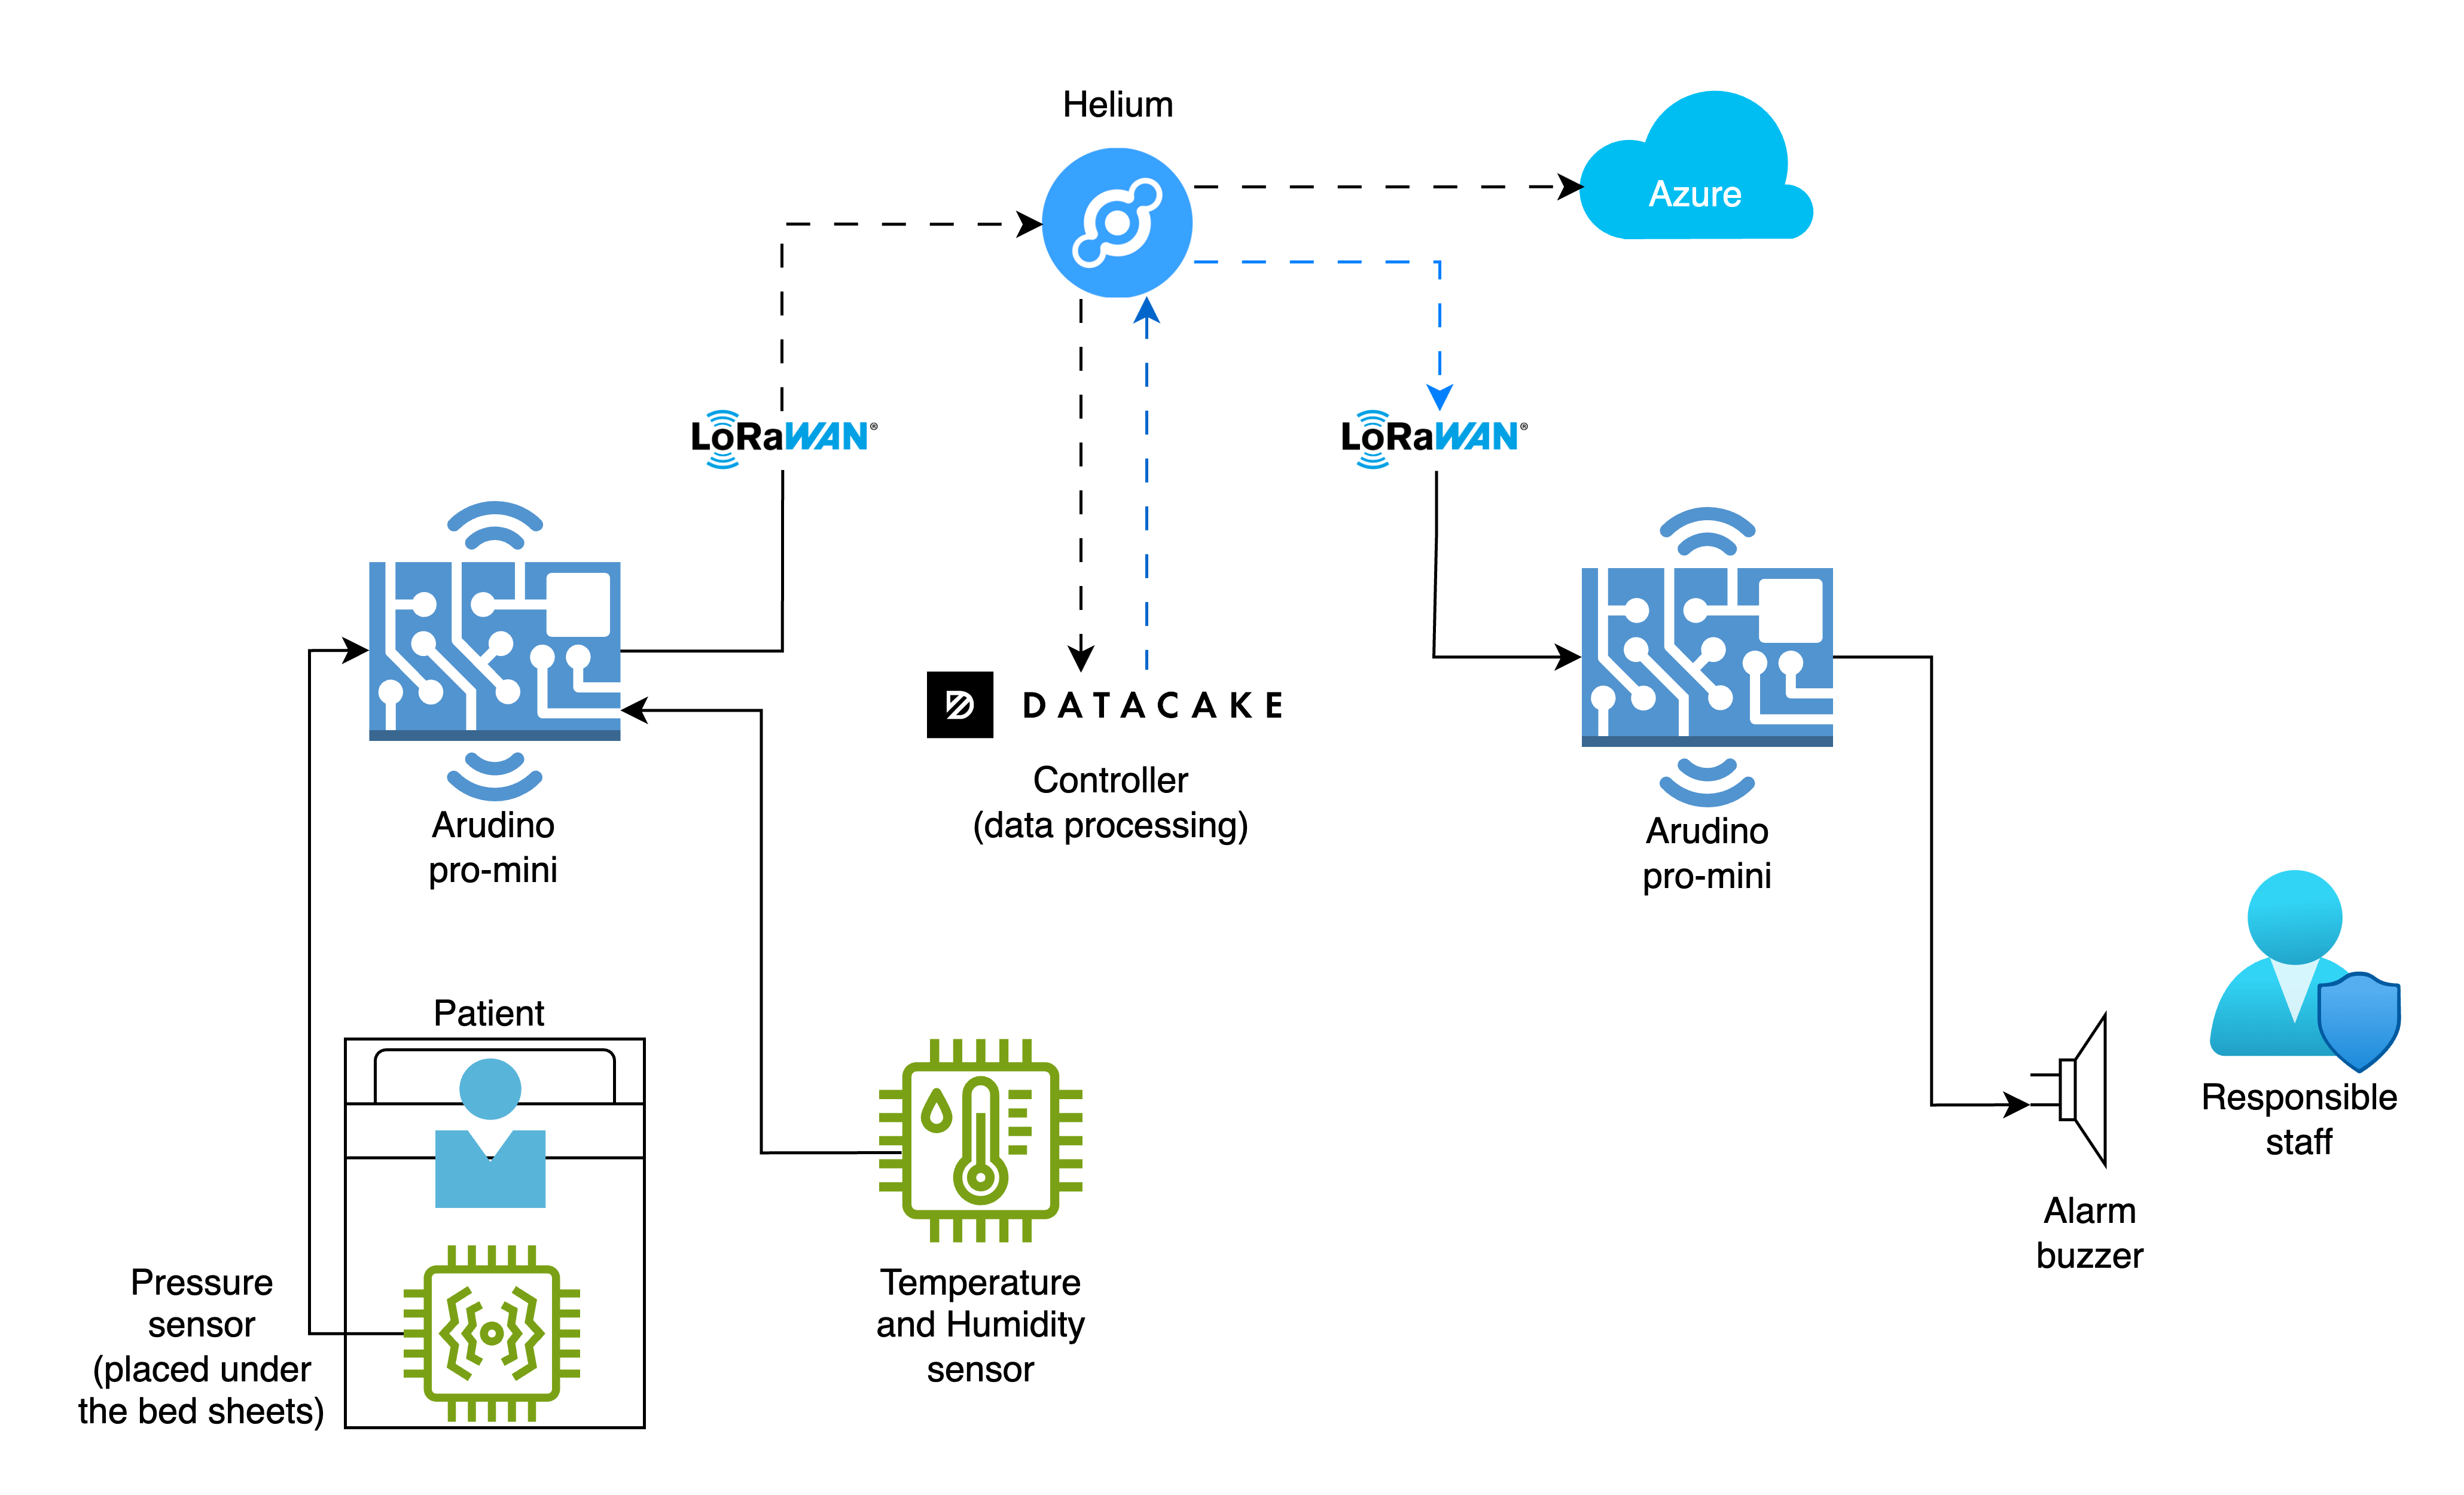 Helium
Azure
LoRaWAN®
LoRaWAN®
DATACAKE
Controller
(data processing)
Arudino
pro-mini
Arudino
pro-mini
Patient
Pressure
sensor
(placed under
the bed sheets)
Temperature
and Humidity
sensor
Responsible
staff
Alarm
buzzer